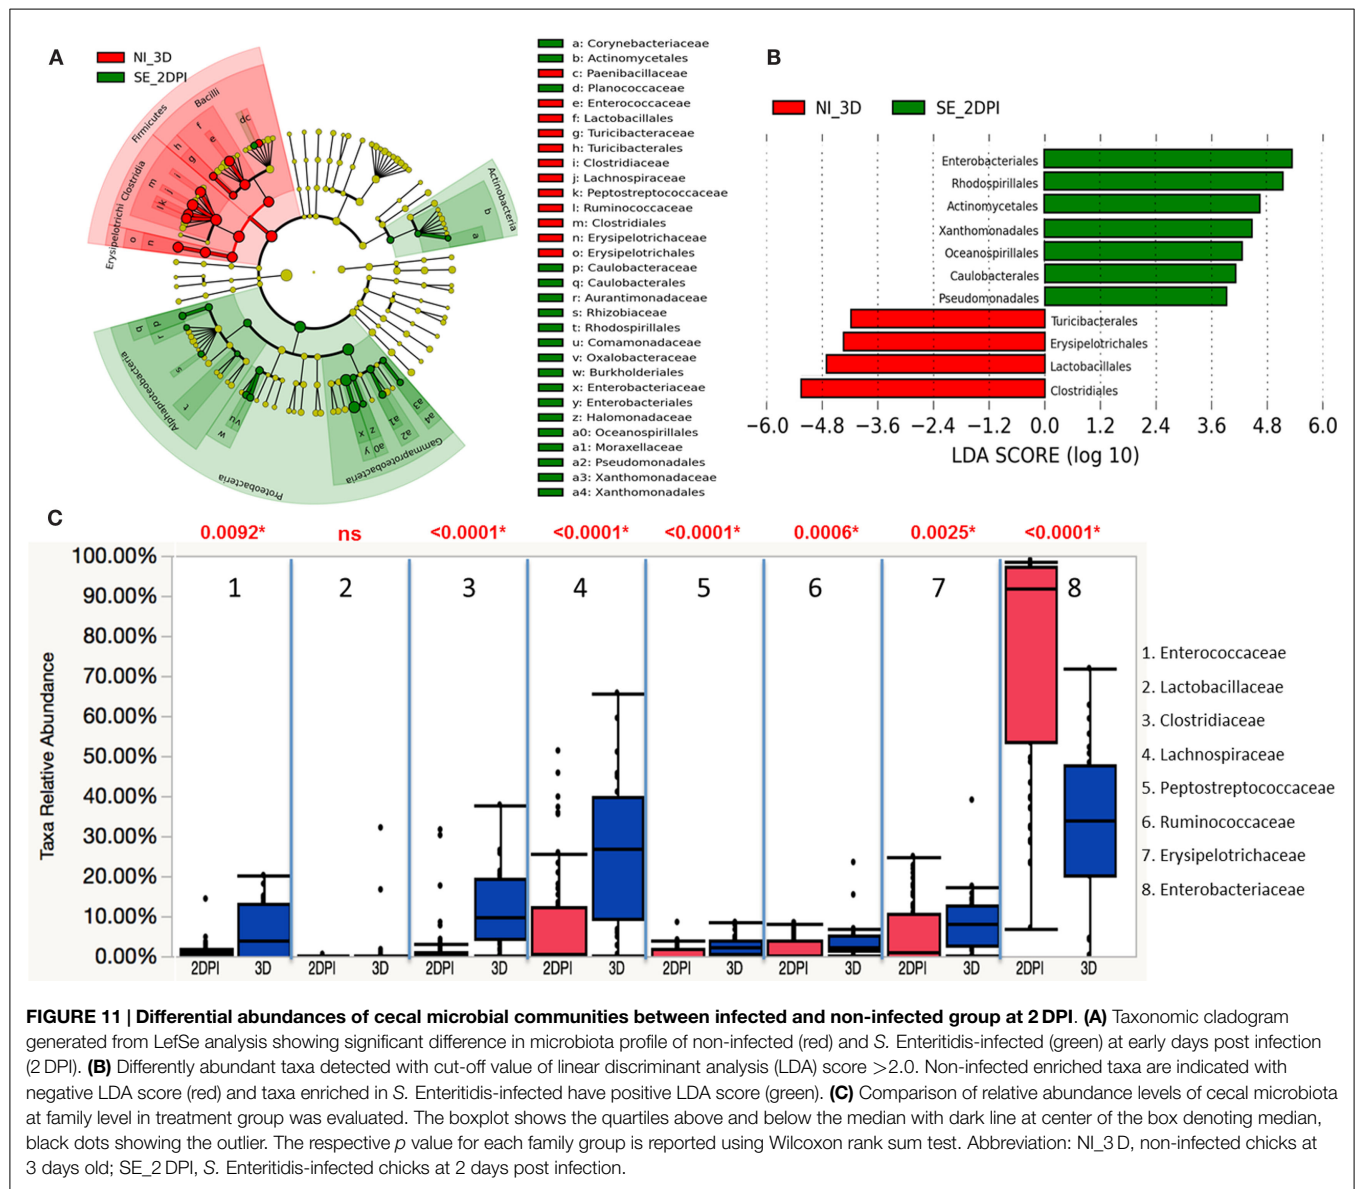 A
NI_3D
SE_2DPI
Firmicutes
Bacilli
Erysipelotrichi
Clostridia
Actinobacteria
Proteobacteria
Alphaproteobacteria
Gammaproteobacteria
dc
f
e
h
g
m
j
i
lk
o
n
b
a
q
p
r
s
t
w
vu
x
y
z
a0
a1
a2
a3
a4
a: Corynebacteriaceae
b: Actinomycetales
c: Paenibacillaceae
d: Planococcaceae
e: Enterococcaceae
f: Lactobacillales
g: Turicibacteraceae
h: Turicibacterales
i: Clostridiaceae
j: Lachnospiraceae
k: Peptostreptococcaceae
l: Ruminococcaceae
m: Clostridiales
n: Erysipelotrichaceae
o: Erysipelotrichales
p: Caulobacteraceae
q: Caulobacterales
r: Aurantimonadaceae
s: Rhizobiaceae
t: Rhodospirillales
u: Comamonadaceae
v: Oxalobacteraceae
w: Burkholderiales
x: Enterobacteriaceae
y: Enterobacteriales
z: Halomonadaceae
a0: Oceanospirillales
a1: Moraxellaceae
a2: Pseudomonadales
a3: Xanthomonadaceae
a4: Xanthomonadales
B
NI_3D SE_2DPI
Enterobacteriales
Rhodospirillales
Actinomycetales
Xanthomonadales
Oceanospirillales
Caulobacterales
Pseudomonadales
Turicibacterales
Erysipelotrichales
Lactobacillales
Clostridiales
−6.0 −4.8 −3.6 −2.4 −1.2 0.0 1.2 2.4 3.6 4.8 6.0
LDA SCORE (log 10)
C
0.0092* ns <0.0001* <0.0001* <0.0001* 0.0006* 0.0025* <0.0001*
1 2 3 4 5 6 7 8
100.00%
90.00%
80.00%
70.00%
60.00%
50.00%
40.00%
30.00%
20.00%
10.00%
0.00%
Taxa Relative Abundance
2DPI 3D 2DPI 3D 2DPI 3D 2DPI 3D 2DPI 3D 2DPI 3D 2DPI 3D 2DPI 3D
1. Enterococcaceae
2. Lactobacillaceae
3. Clostridiaceae
4. Lachnospiraceae
5. Peptostreptococcaceae
6. Ruminococcaceae
7. Erysipelotrichaceae
8. Enterobacteriaceae
FIGURE 11 | Differential abundances of cecal microbial communities between infected and non-infected group at 2 DPI. (A) Taxonomic cladogram
generated from LefSe analysis showing significant difference in microbiota profile of non-infected (red) and S. Enteritidis-infected (green) at early days post infection
(2 DPI). (B) Differently abundant taxa detected with cut-off value of linear discriminant analysis (LDA) score >2.0. Non-infected enriched taxa are indicated with
negative LDA score (red) and taxa enriched in S. Enteritidis-infected have positive LDA score (green). (C) Comparison of relative abundance levels of cecal microbiota
at family level in treatment group was evaluated. The boxplot shows the quartiles above and below the median with dark line at center of the box denoting median,
black dots showing the outlier. The respective p value for each family group is reported using Wilcoxon rank sum test. Abbreviation: NI_3 D, non-infected chicks at
3 days old; SE_2 DPI, S. Enteritidis-infected chicks at 2 days post infection.